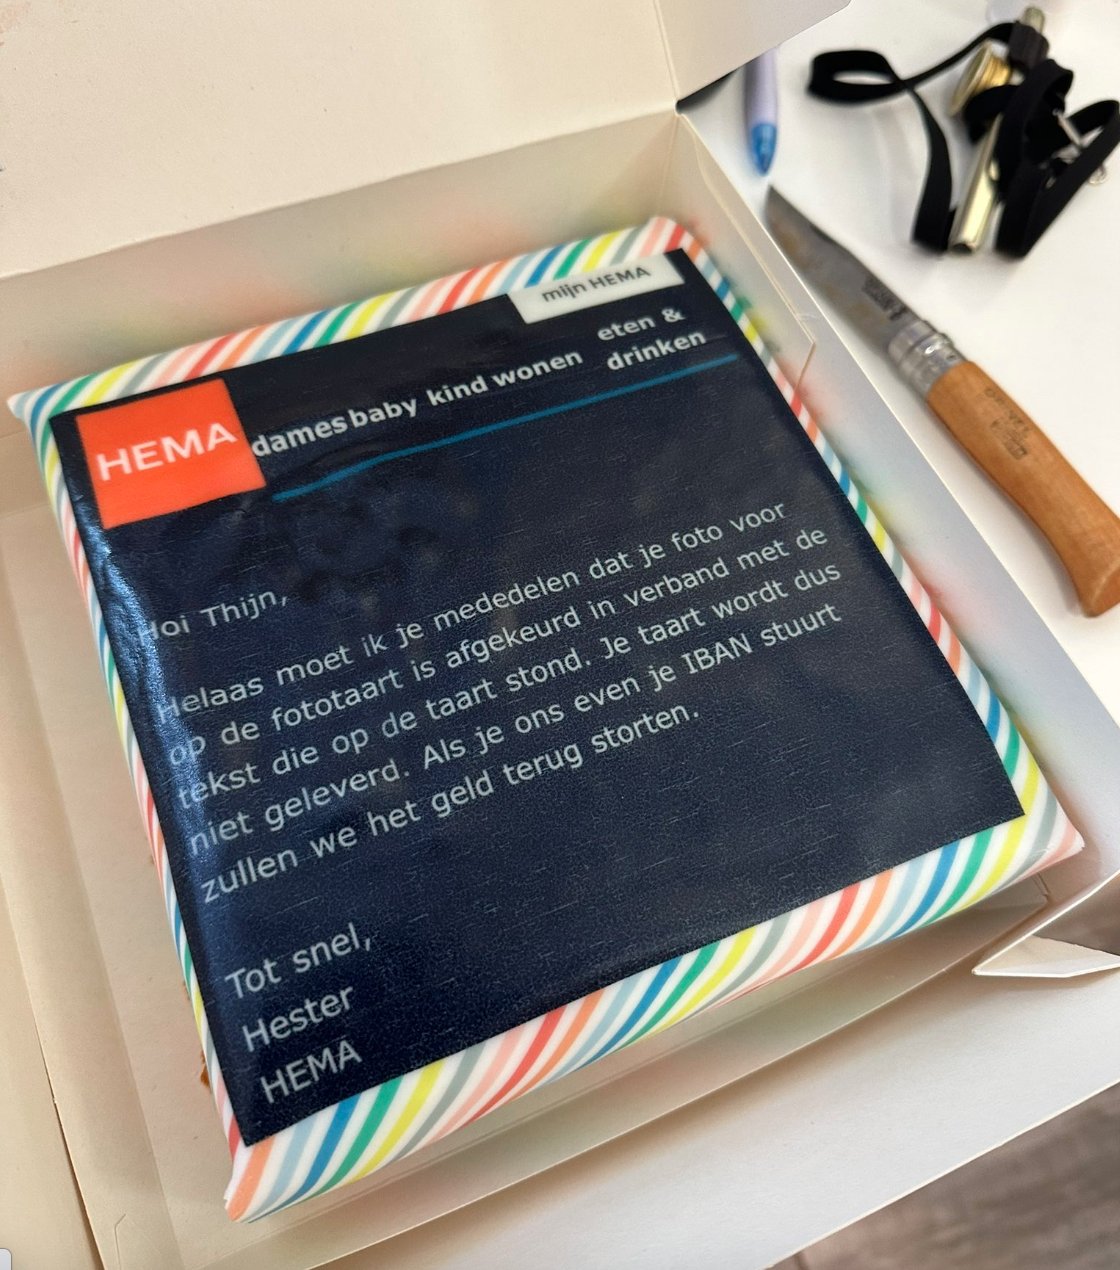 mijn HEMA
HEMA
dames baby kind wonen eten & drinken
Hoi Thijn,
Helaas moet ik je mededelen dat je foto voor
op de fototaart is afgekeurd in verband met de
tekst die op de taart stond. Je taart wordt dus
niet geleverd. Als je ons even je IBAN stuurt
zullen we het geld terug storten.
Tot snel,
Hester
HEMA